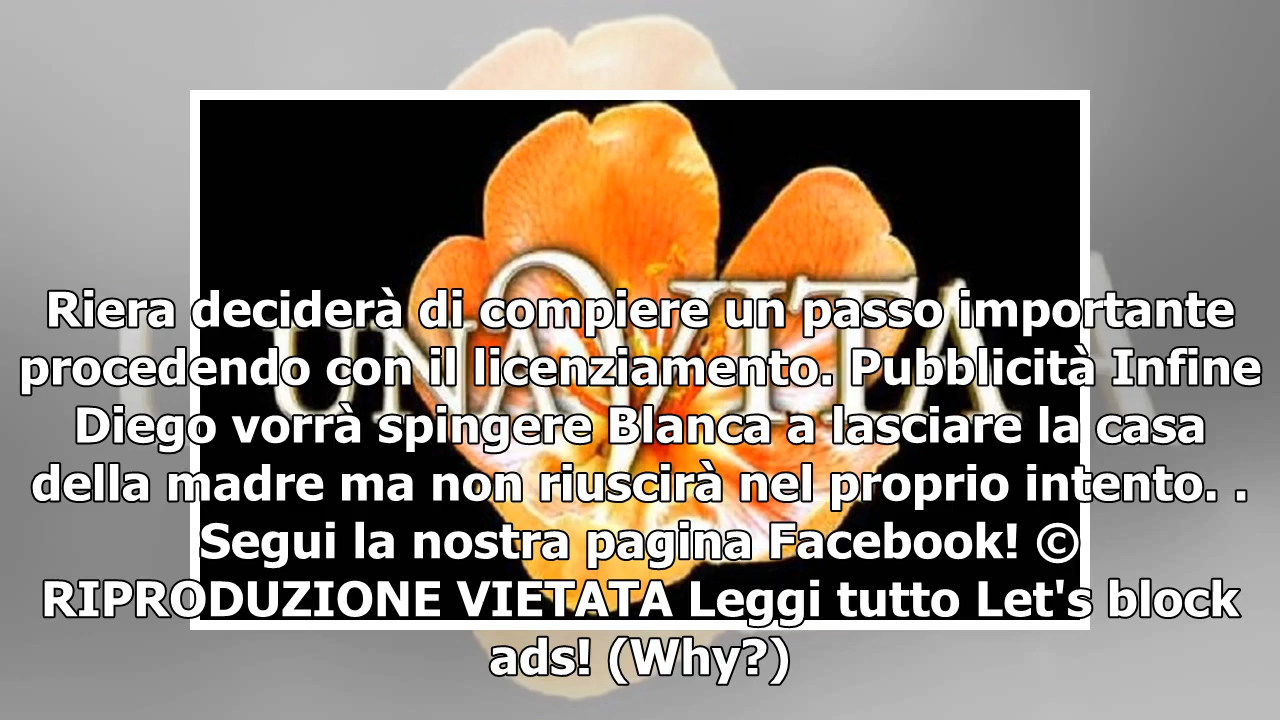 Riera deciderà di compiere un passo importante
procedendo con il licenziamento. Pubblicità Infine
Diego vorrà spingere Blanca a lasciare la casa
della madre ma non riuscirà nel proprio intento. .
Segui la nostra pagina Facebook! ©
RIPRODUZIONE VIETATA Leggi tutto Let's block
ads! (Why?)
UNA VITA